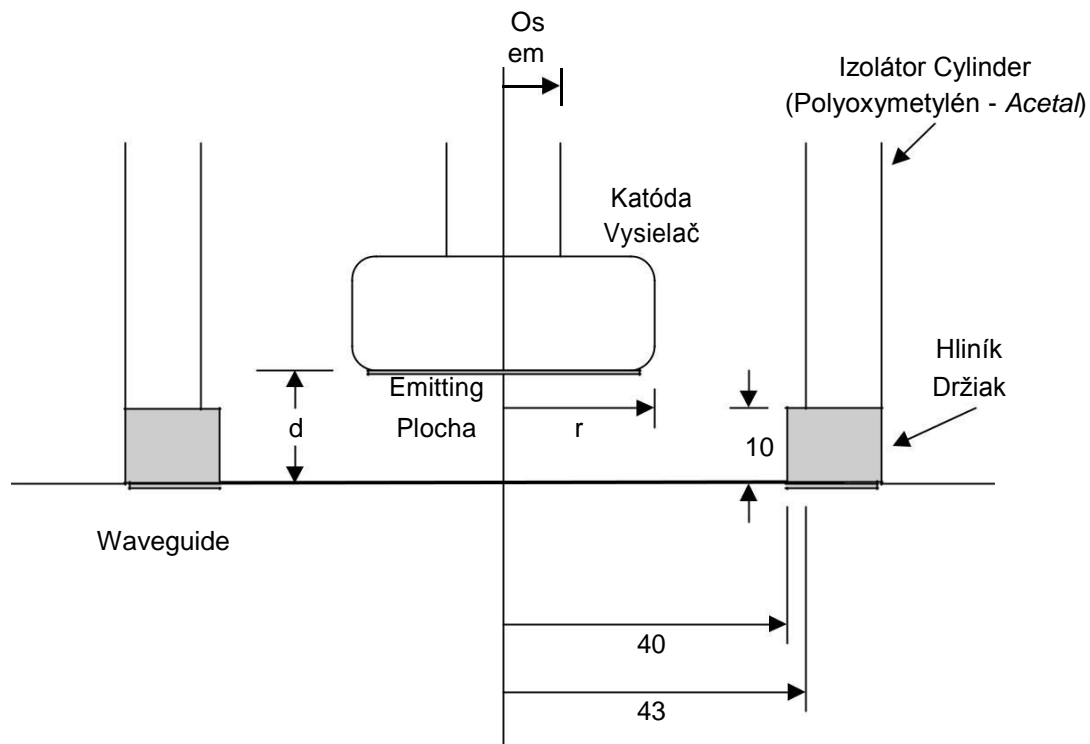 Os
em
Izolátor Cylinder
(Polyoxymetylén - Acetal)
Katóda
Vysielač
Hliník
Držiak
Emitting
Plocha
d
r
10
Waveguide
40
43